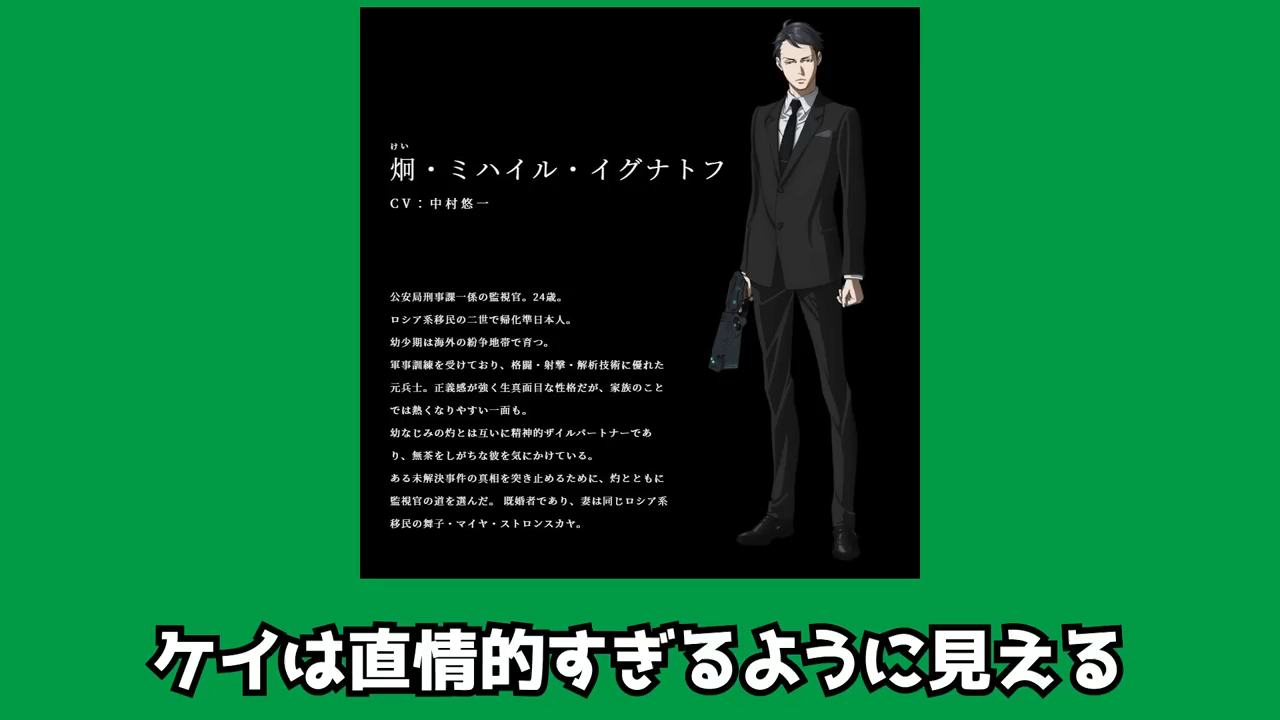 けい
炯・ミハイル・イグナトフ
CV：中村悠一
公安局刑事課一係の監視官。24歳。
ロシア系移民の二世で帰化準日本人。
幼少期は海外の紛争地帯で育つ。
軍事訓練を受けており、格闘・射撃・解析技術に優れた
元兵士。正義感が強く生真面目な性格だが、家族のこと
では熱くなりやすい一面も。
幼なじみの灼とは互いに精神的ザイルパートナーであ
り、無茶をしがちな彼を気にかけている。
ある未解決事件の真相を突き止めるために、灼とともに
監視官の道を選んだ。 既婚者であり、妻は同じロシア系
移民の舞子・マイヤ・ストロンスカヤ。
ケイは直情的すぎるように見える